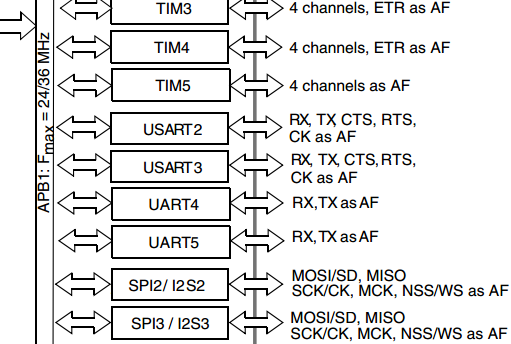 APB1: Fmax = 24/36 MHz
TIM3
4 channels, ETR as AF
TIM4
4 channels, ETR as AF
TIM5
4 channels as AF
USART2
RX, TX, CTS, RTS,
CK as AF
USART3
RX, TX, CTS, RTS,
CK as AF
UART4
RX,TX as AF
UART5
RX,TX as AF
SPI2/ I2S2
MOSI/SD, MISO
SCK/CK, MCK, NSS/WS as AF
SPI3 / I2S3
MOSI/SD, MISO
SCK/CK, MCK, NSS/WS as AF